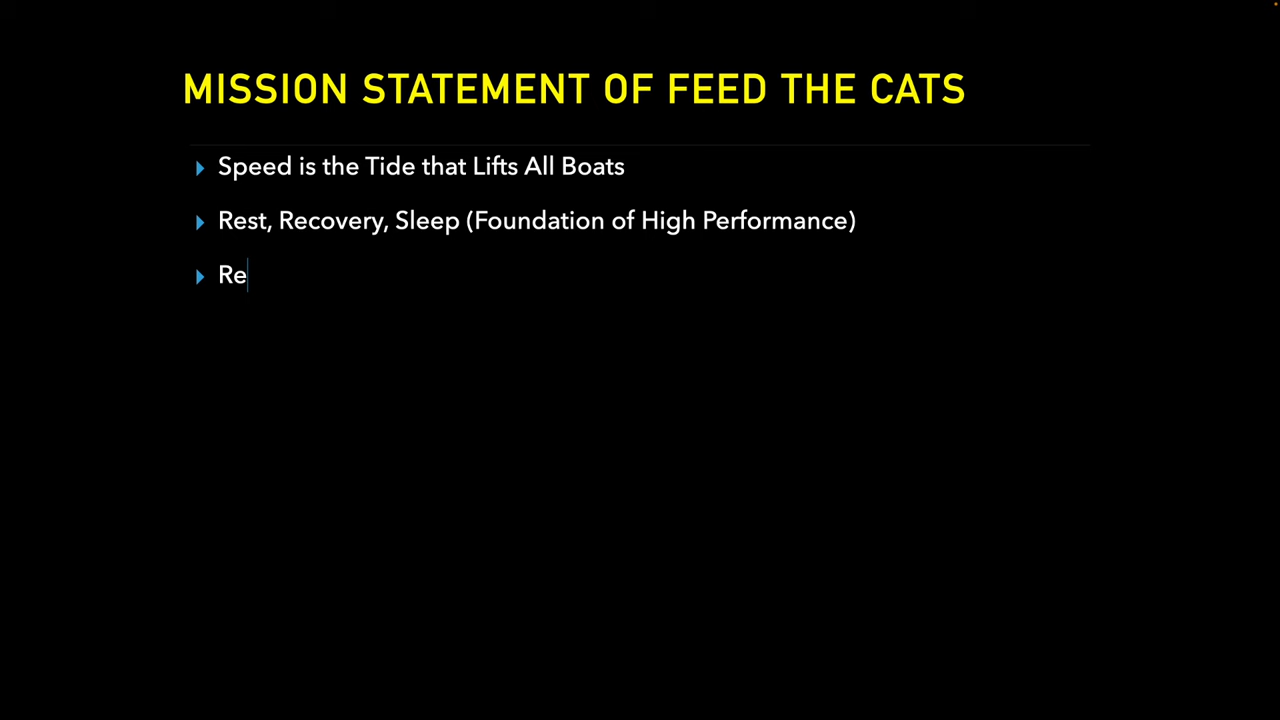 MISSION STATEMENT OF FEED THE CATS
Speed is the Tide that Lifts All Boats
Rest, Recovery, Sleep (Foundation of High Performance)
Re